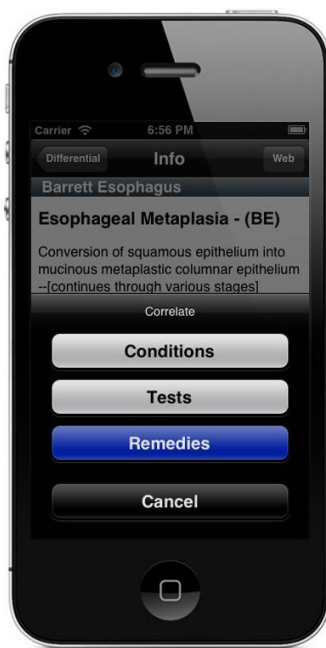 Carrier 6:56 PM
Differential Info Web
Barrett Esophagus
Esophageal Metaplasia - (BE)
Conversion of squamous epithelium into
mucinous metaplastic columnar epithelium
--[continues through various stages]
Correlate
Conditions
Tests
Remedies
Cancel